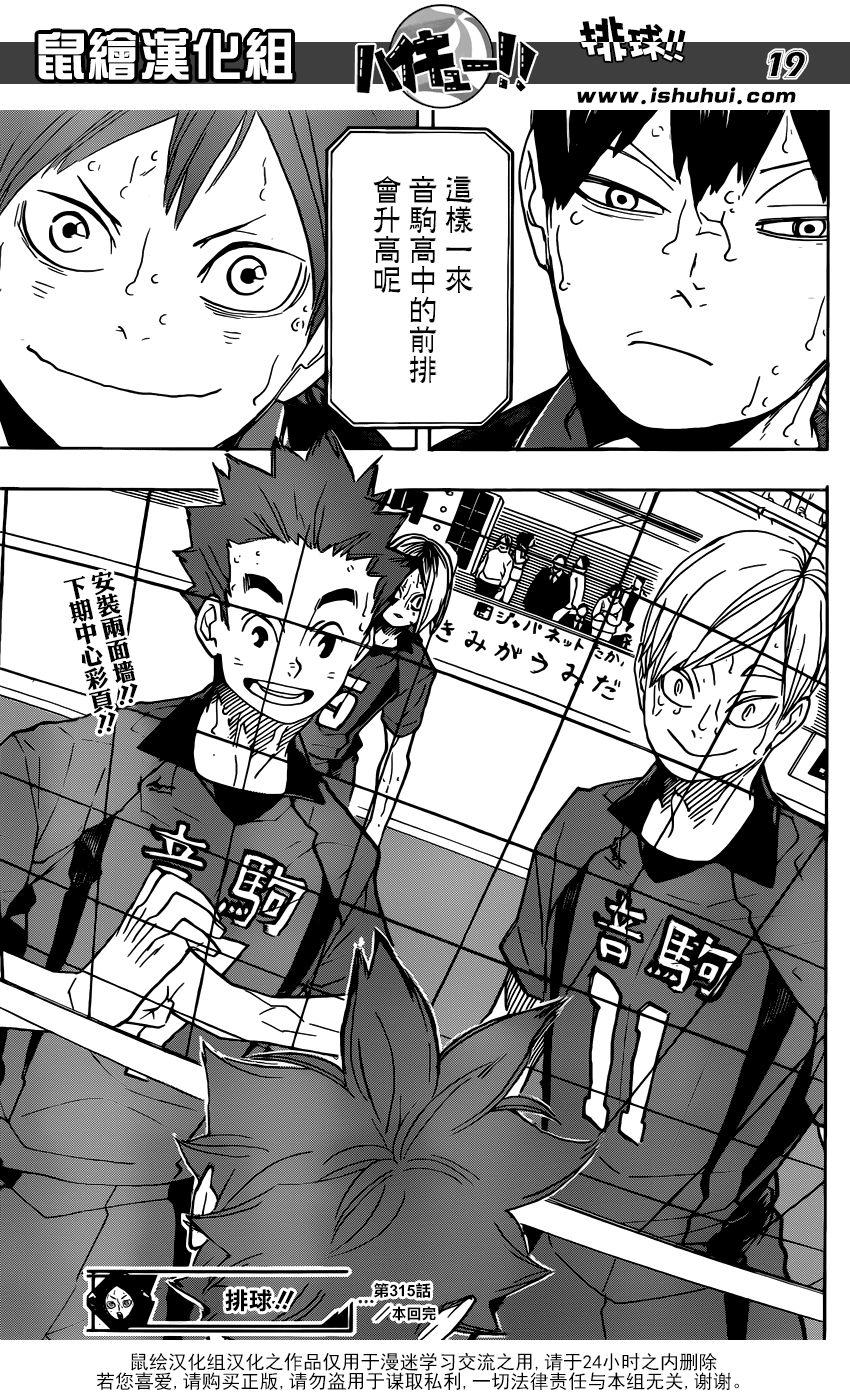 鼠繪漢化組
ハイキュー!!
排球!!
19
www.ishuhui.com
這樣一來
音駒高中的前排
會升高呢
安裝兩面墻!!
下期中心彩頁!!
ジャパネットたか
きみがうみだ
音駒
音駒
11
5
排球!!
第315話
…／本回完
鼠绘汉化组汉化之作品仅用于漫迷学习交流之用, 请于24小时之内删除
若您喜爱, 请购买正版, 请勿盗用于谋取私利, 一切法律责任与本组无关, 谢谢。